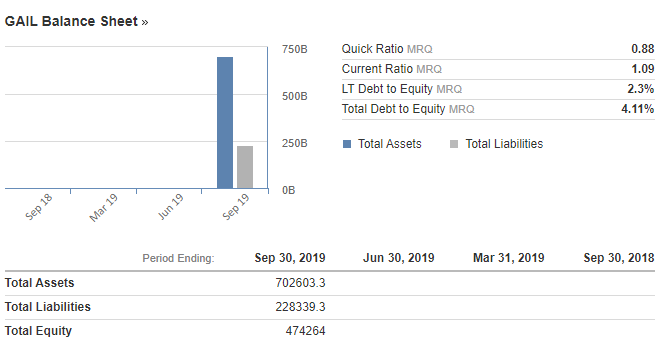 GAIL Balance Sheet »
750B
500B
250B
0B
Sep 18
Mar 19
Jun 19
Sep 19
Quick Ratio MRQ 0.88
Current Ratio MRQ 1.09
LT Debt to Equity MRQ 2.3%
Total Debt to Equity MRQ 4.11%
Total Assets Total Liabilities
Period Ending: Sep 30, 2019 Jun 30, 2019 Mar 31, 2019 Sep 30, 2018
Total Assets 702603.3
Total Liabilities 228339.3
Total Equity 474264